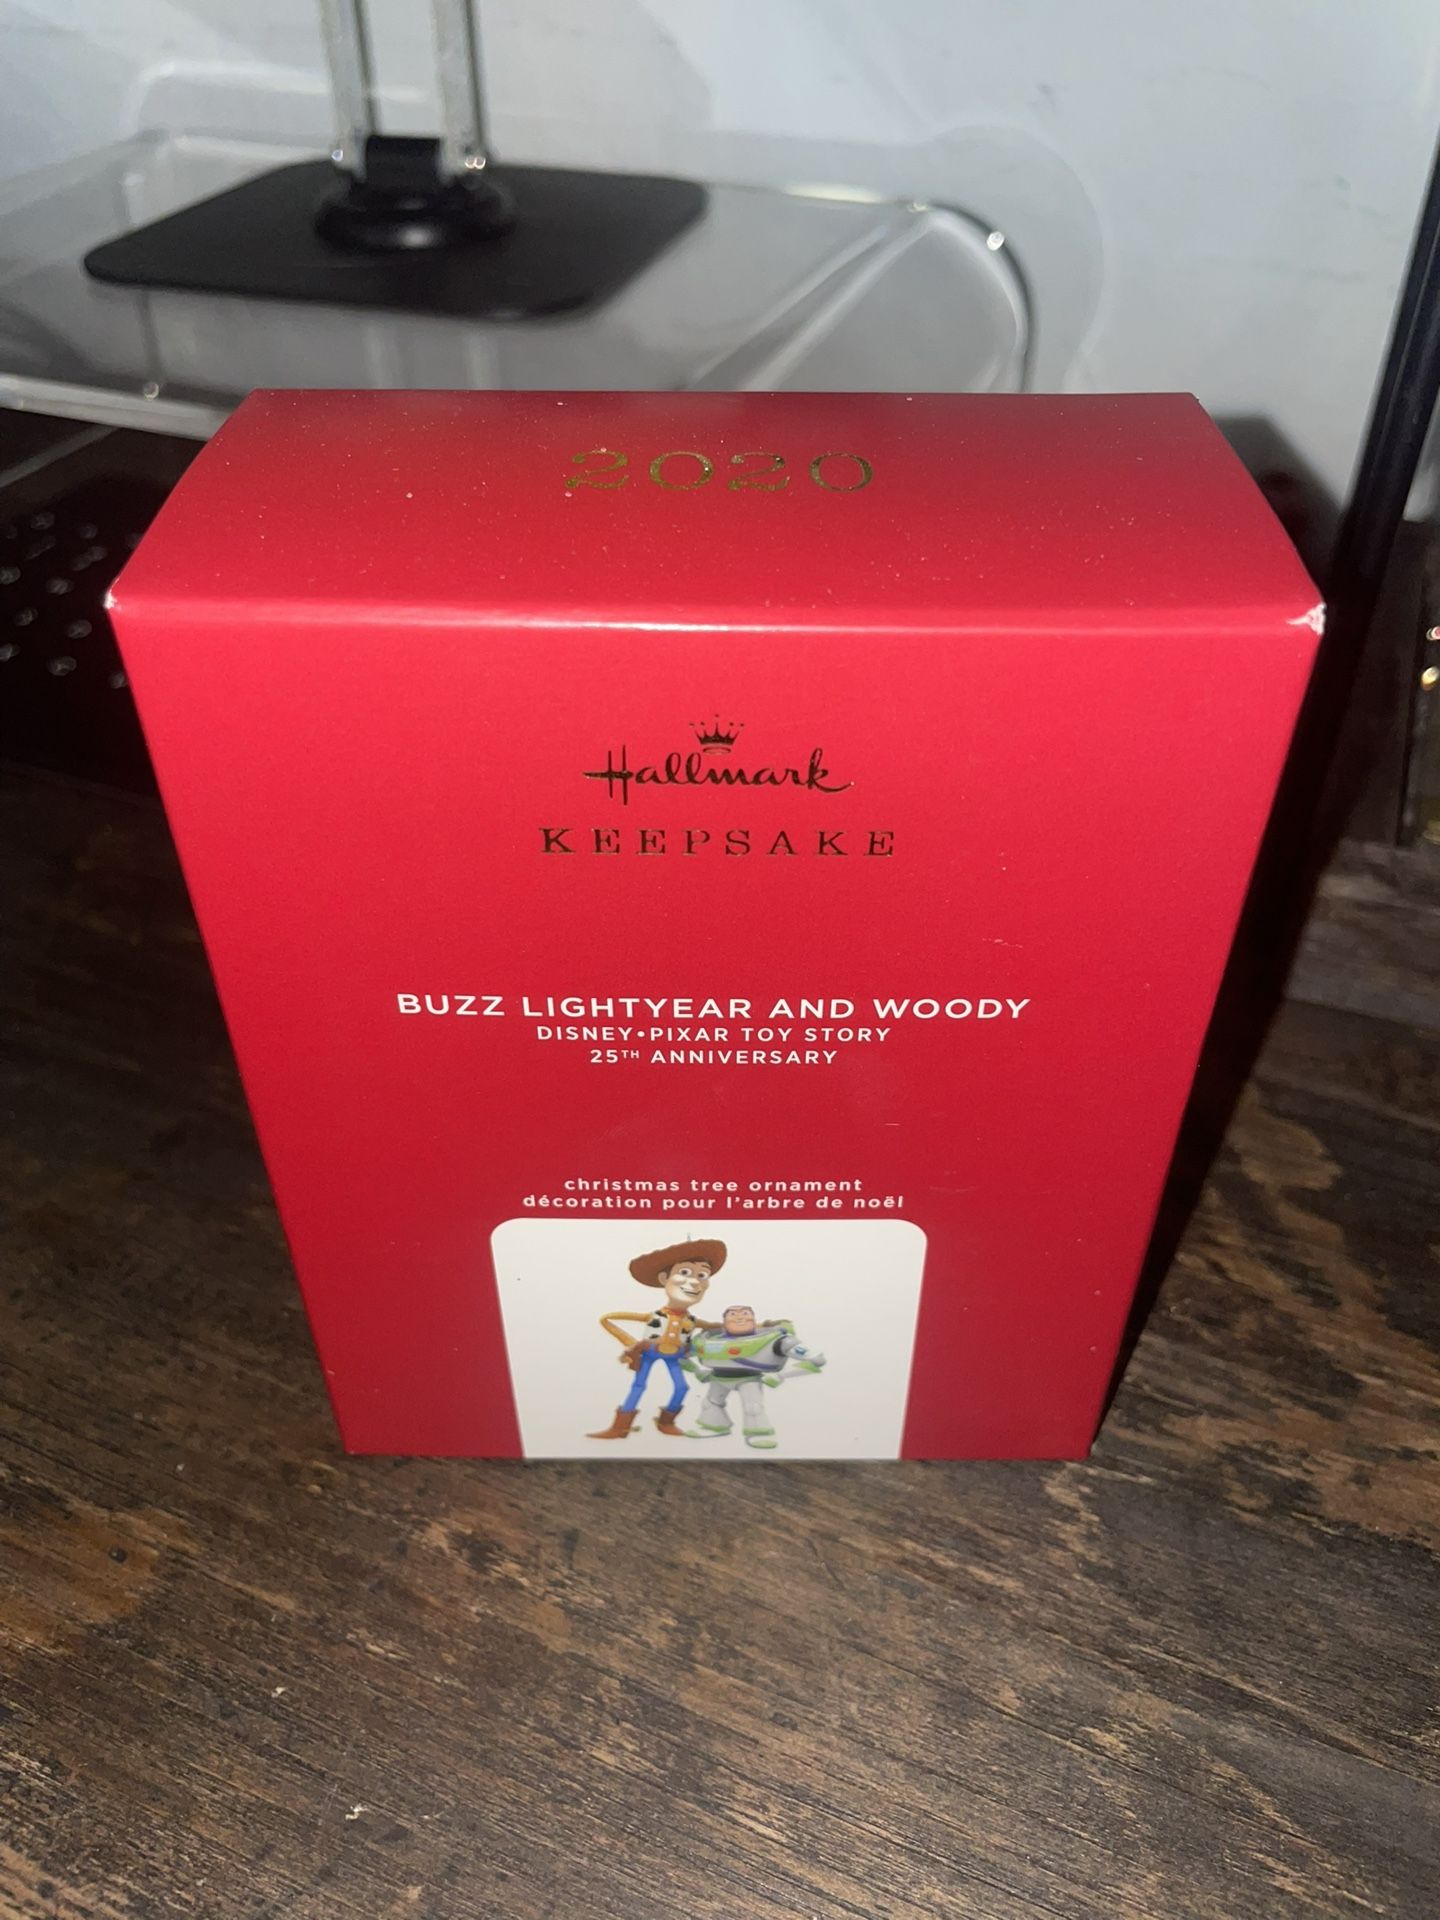 2020
Hallmark
KEEPSAKE
BUZZ LIGHTYEAR AND WOODY
DISNEY•PIXAR TOY STORY
25TH ANNIVERSARY
christmas tree ornament
décoration pour l'arbre de noël